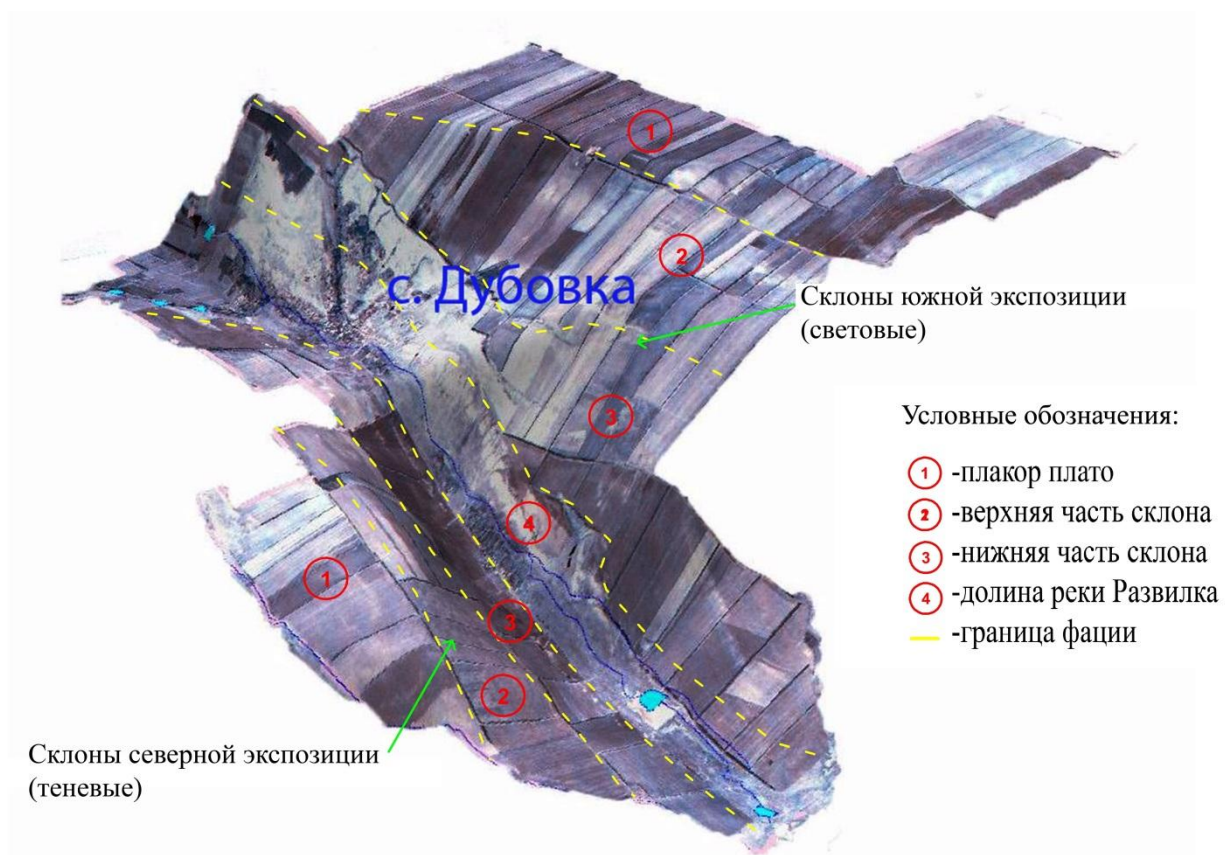 1
2
с. Дубовка
Склоны южной экспозиции
(световые)
3
Условные обозначения:
1 -плакор плато
2 -верхняя часть склона
3 -нижняя часть склона
4 -долина реки Развилка
-граница фации
4
1
3
2
Склоны северной экспозиции
(теневые)